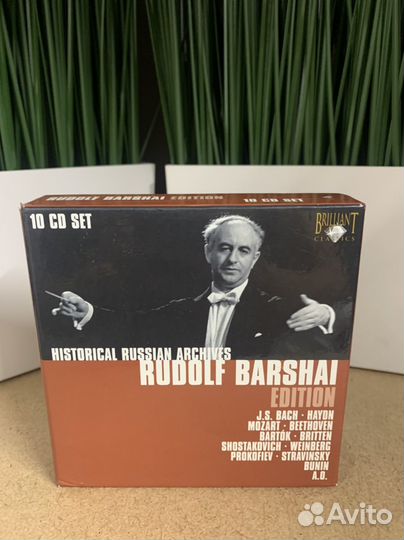 RUDOLF BARSHAI EDITION 10 CD SET
10 CD SET
BRILLIANT
CLASSICS
HISTORICAL RUSSIAN ARCHIVES
RUDOLF BARSHAI
EDITION
J.S. BACH · HAYDN
MOZART · BEETHOVEN
BARTÓK · BRITTEN
SHOSTAKOVICH · WEINBERG
PROKOFIEV · STRAVINSKY
BUNIN
A.O.
Avito